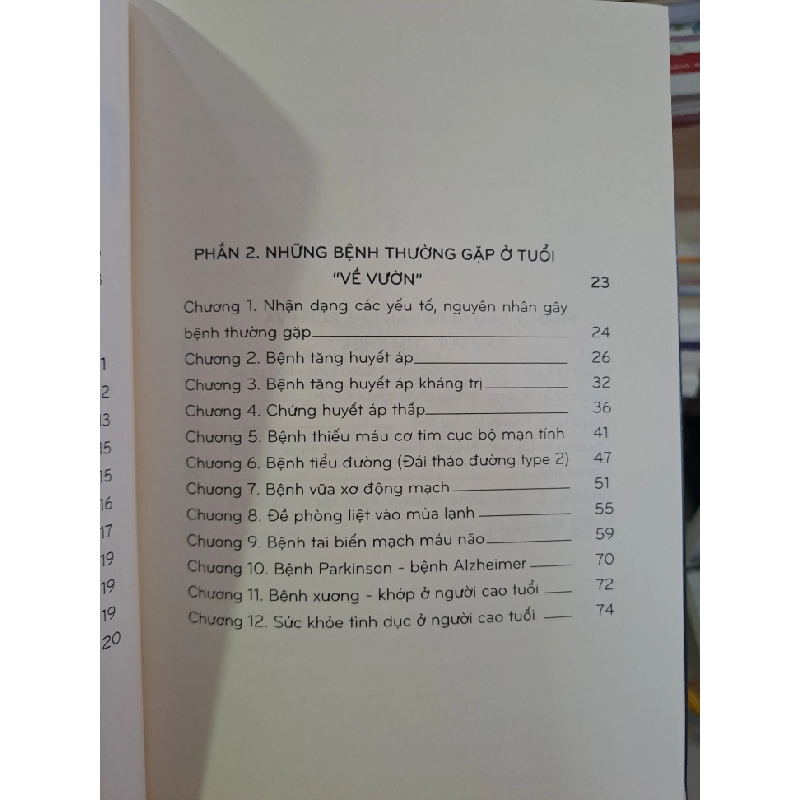 PHẦN 2. NHỮNG BỆNH THƯỜNG GẶP Ở TUỔI
"VỀ VƯỜN" 23
Chương 1. Nhận dạng các yếu tố, nguyên nhân gây
bệnh thường gặp 24
Chương 2. Bệnh tăng huyết áp 26
Chương 3. Bệnh tăng huyết áp kháng trị 32
Chương 4. Chứng huyết áp thấp 36
Chương 5. Bệnh thiếu máu cơ tim cục bộ mạn tính 41
Chương 6. Bệnh tiểu đường (Đái tháo đường type 2) 47
Chương 7. Bệnh vữa xơ động mạch 51
Chương 8. Đề phòng liệt vào mùa lạnh 55
Chương 9. Bệnh tai biến mạch máu não 59
Chương 10. Bệnh Parkinson - bệnh Alzheimer 70
Chương 11. Bệnh xương - khớp ở người cao tuổi 72
Chương 12. Sức khỏe tình dục ở người cao tuổi 74
1
2
13
15
15
16
17
19
19
19
20